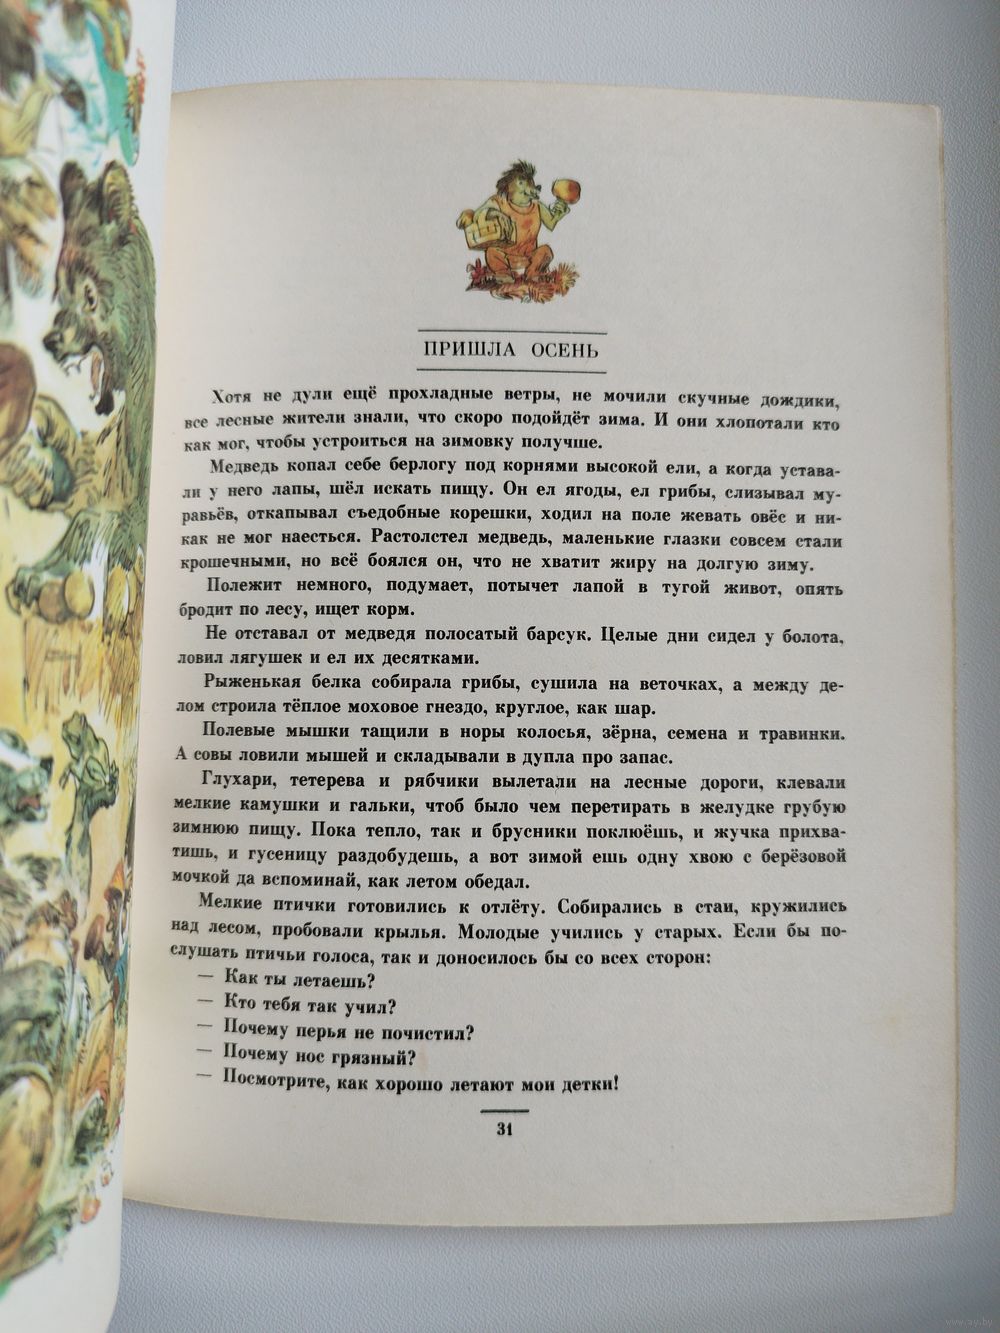 ПРИШЛА ОСЕНЬ
Хотя не дули ещё прохладные ветры, не мочили скучные дождики,
все лесные жители знали, что скоро подойдёт зима. И они хлопотали кто
как мог, чтобы устроиться на зимовку получше.
Медведь копал себе берлогу под корнями высокой ели, а когда устава-
ли у него лапы, шёл искать пищу. Он ел ягоды, ел грибы, слизывал му-
равьёв, откапывал съедобные корешки, ходил на поле жевать овёс и ни-
как не мог наесться. Растолстел медведь, маленькие глазки совсем стали
крошечными, но всё боялся он, что не хватит жиру на долгую зиму.
Полежит немного, подумает, потычет лапой в тугой живот, опять
бродит по лесу, ищет корм.
Не отставал от медведя полосатый барсук. Целые дни сидел у болота,
ловил лягушек и ел их десятками.
Рыженькая белка собирала грибы, сушила на веточках, а между де-
лом строила тёплое моховое гнездо, круглое, как шар.
Полевые мышки тащили в норы колосья, зёрна, семена и травинки.
А совы ловили мышей и складывали в дупла про запас.
Глухари, тетерева и рябчики вылетали на лесные дороги, клевали
мелкие камушки и гальки, чтоб было чем перетирать в желудке грубую
зимнюю пищу. Пока тепло, так и брусники поклюёшь, и жучка прихва-
тишь, и гусеницу раздобудешь, а вот зимой ешь одну хвою с берёзовой
мочкой да вспоминай, как летом обедал.
Мелкие птички готовились к отлёту. Собирались в стаи, кружились
над лесом, пробовали крылья. Молодые учились у старых. Если бы по-
слушать птичьи голоса, так и доносилось бы со всех сторон:
— Как ты летаешь?
— Кто тебя так учил?
— Почему перья не почистил?
— Почему нос грязный?
— Посмотрите, как хорошо летают мои детки!
31
www.ay.by